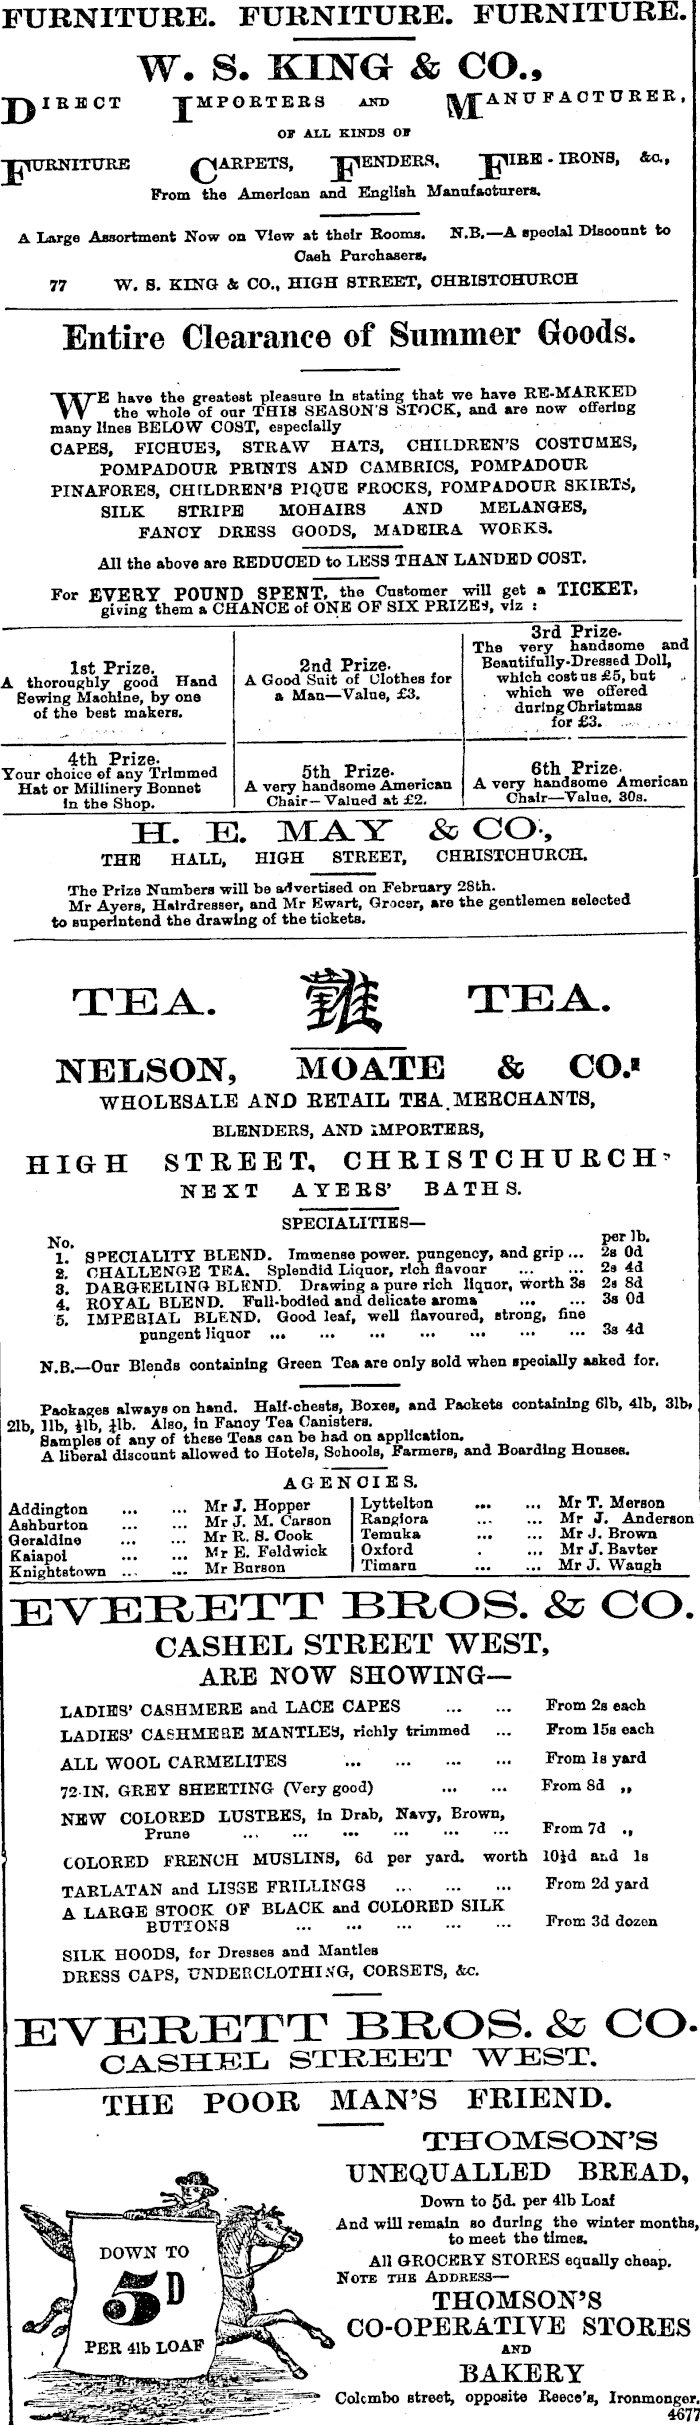 FURNITURE. FURNITURE. FURNITURE.
W. S. KING & CO.,
DIRECT IMPORTERS AND MANUFACTURER,
OF ALL KINDS OF
FURNITURE CARPETS, FENDERS, FIRE-IRONS, &c.,
From the American and English Manufacturers.
A Large Assortment Now on View at their Rooms. N.B.—A special Discount to
Cash Purchasers.
77 W. S. KING & CO., HIGH STREET, CHRISTCHURCH
Entire Clearance of Summer Goods.
WE have the greatest pleasure in stating that we have RE-MARKED
the whole of our THIS SEASON'S STOCK, and are now offering
many lines BELOW COST, especially
CAPES, FICHUES, STRAW HATS, CHILDREN'S COSTUMES,
POMPADOUR PRINTS AND CAMBRICS, POMPADOUR
PINAFORES, CHILDREN'S PIQUE FROCKS, POMPADOUR SKIRTS,
SILK STRIPE MOHAIRS AND MELANGES,
FANCY DRESS GOODS, MADEIRA WORKS.
All the above are REDUCED to LESS THAN LANDED COST.
For EVERY POUND SPENT, the Customer will get a TICKET,
giving them a CHANCE of ONE OF SIX PRIZES, viz :
1st Prize.
A thoroughly good Hand
Sewing Machine, by one
of the best makers.
2nd Prize.
A Good Suit of Clothes for
a Man—Value, £3.
3rd Prize.
The very handsome and
Beautifully-Dressed Doll,
which cost us £5, but
which we offered
during Christmas
for £3.
4th Prize.
Your choice of any Trimmed
Hat or Millinery Bonnet
in the Shop.
5th Prize.
A very handsome American
Chair—Valued at £2.
6th Prize.
A very handsome American
Chair—Value, 30s.
H. E. MAY & CO.,
THE HALL, HIGH STREET, CHRISTCHURCH.
The Prize Numbers will be advertised on February 28th.
Mr Ayers, Hairdresser, and Mr Ewart, Grocer, are the gentlemen selected
to superintend the drawing of the tickets.
TEA. TEA.
NELSON, MOATE & CO.
WHOLESALE AND RETAIL TEA MERCHANTS,
BLENDERS, AND IMPORTERS,
HIGH STREET, CHRISTCHURCH
NEXT AYERS' BATHS.
SPECIALITIES—
No. per lb.
1. SPECIALITY BLEND. Immense power, pungency, and grip ... 2s 0d
2. CHALLENGE TEA. Splendid Liquor, rich flavour ... ... 2s 4d
3. DARGEELING BLEND. Drawing a pure rich liquor, worth 3s 2s 8d
4. ROYAL BLEND. Full-bodied and delicate aroma ... ... 3s 0d
5. IMPERIAL BLEND. Good leaf, well flavoured, strong, fine
pungent liquor ... ... ... ... ... ... ... 3s 4d
N.B.—Our Blends containing Green Tea are only sold when specially asked for.
Packages always on hand. Half-chests, Boxes, and Packets containing 6lb, 4lb, 3lb,
2lb, 1lb, ½lb, ¼lb. Also, in Fancy Tea Canisters.
Samples of any of these Teas can be had on application.
A liberal discount allowed to Hotels, Schools, Farmers, and Boarding Houses.
AGENCIES.
Addington ... ... Mr J. Hopper
Ashburton ... ... Mr J. M. Carson
Geraldine ... ... Mr R. S. Cook
Kaiapoi ... ... Mr E. Feldwick
Knightstown ... ... Mr Burson
Lyttelton ... ... Mr T. Merson
Rangiora ... ... Mr J. Anderson
Temuka ... ... Mr J. Brown
Oxford . ... Mr J. Bavter
Timaru ... ... Mr J. Waugh
EVERETT BROS. & CO.
CASHEL STREET WEST,
ARE NOW SHOWING—
LADIES' CASHMERE and LACE CAPES ... ... From 2s each
LADIES' CASHMERE MANTLES, richly trimmed ... From 15s each
ALL WOOL CARMELITES ... ... ... ... From 1s yard
72-IN. GREY SHEETING (Very good) ... ... From 8d „
NEW COLORED LUSTRES, in Drab, Navy, Brown,
Prune ... ... ... ... ... ... From 7d „
COLORED FRENCH MUSLINS, 6d per yard. worth 10½d and 1s
TARLATAN and LISSE FRILLINGS ... ... ... From 2d yard
A LARGE STOCK OF BLACK and COLORED SILK
BUTTONS ... ... ... ... ... From 3d dozen
SILK HOODS, for Dresses and Mantles
DRESS CAPS, UNDERCLOTHING, CORSETS, &c.
EVERETT BROS. & CO.
CASHEL STREET WEST.
THE POOR MAN'S FRIEND.
DOWN TO
5D
PER 4lb LOAF
THOMSON'S
UNEQUALLED BREAD,
Down to 5d. per 4lb Loaf
And will remain so during the winter months,
to meet the times.
All GROCERY STORES equally cheap.
NOTE THE ADDRESS—
THOMSON'S
CO-OPERATIVE STORES
AND
BAKERY
Colombo street, opposite Reece's, Ironmonger.
4677